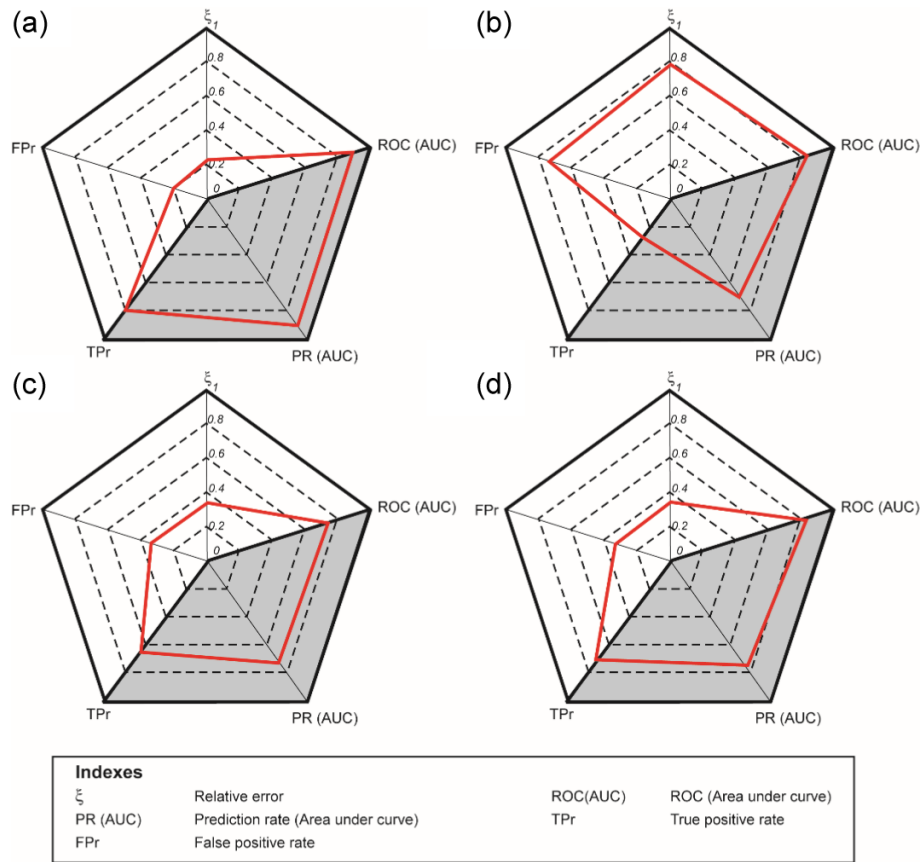 (a)
ξ
1
0.8
0.6
0.4
0.2
0
FPr
ROC (AUC)
TPr
PR (AUC)
(b)
ξ
1
0.8
0.6
0.4
0.2
0
FPr
ROC (AUC)
TPr
PR (AUC)
(c)
ξ
1
0.8
0.6
0.4
0.2
0
FPr
ROC (AUC)
TPr
PR (AUC)
(d)
ξ
1
0.8
0.6
0.4
0.2
0
FPr
ROC (AUC)
TPr
PR (AUC)
Indexes
ξ Relative error ROC(AUC) ROC (Area under curve)
PR (AUC) Prediction rate (Area under curve) TPr True positive rate
FPr False positive rate